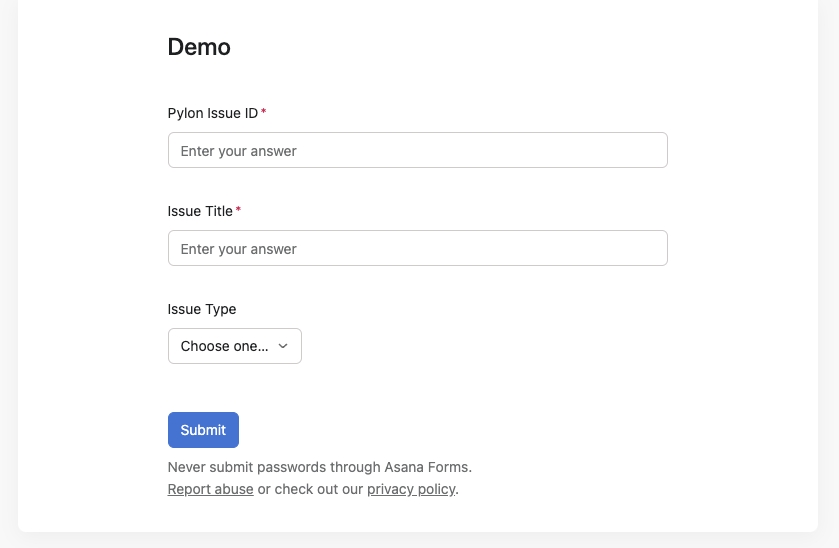 Demo
Pylon Issue ID*
Enter your answer
Issue Title*
Enter your answer
Issue Type
Choose one...
Submit
Never submit passwords through Asana Forms.
Report abuse or check out our privacy policy.